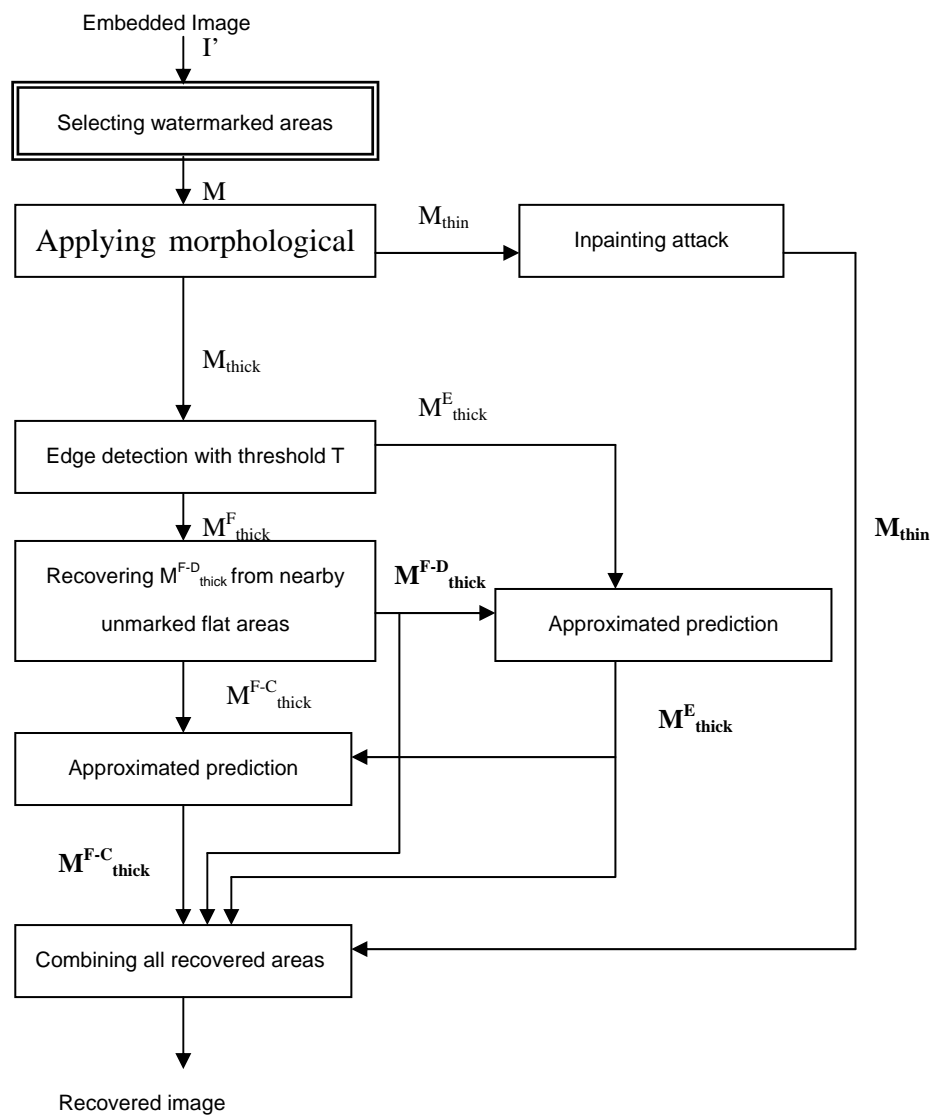 Embedded Image
I’
Selecting watermarked areas
M
Applying morphological
M_thin
Inpainting attack
M_thick
M^E_thick
Edge detection with threshold T
M^F_thick
M_thin
Recovering M^F-D_thick from nearby
unmarked flat areas
M^F-D_thick
Approximated prediction
M^F-C_thick
M^E_thick
Approximated prediction
M^F-C_thick
Combining all recovered areas
Recovered image